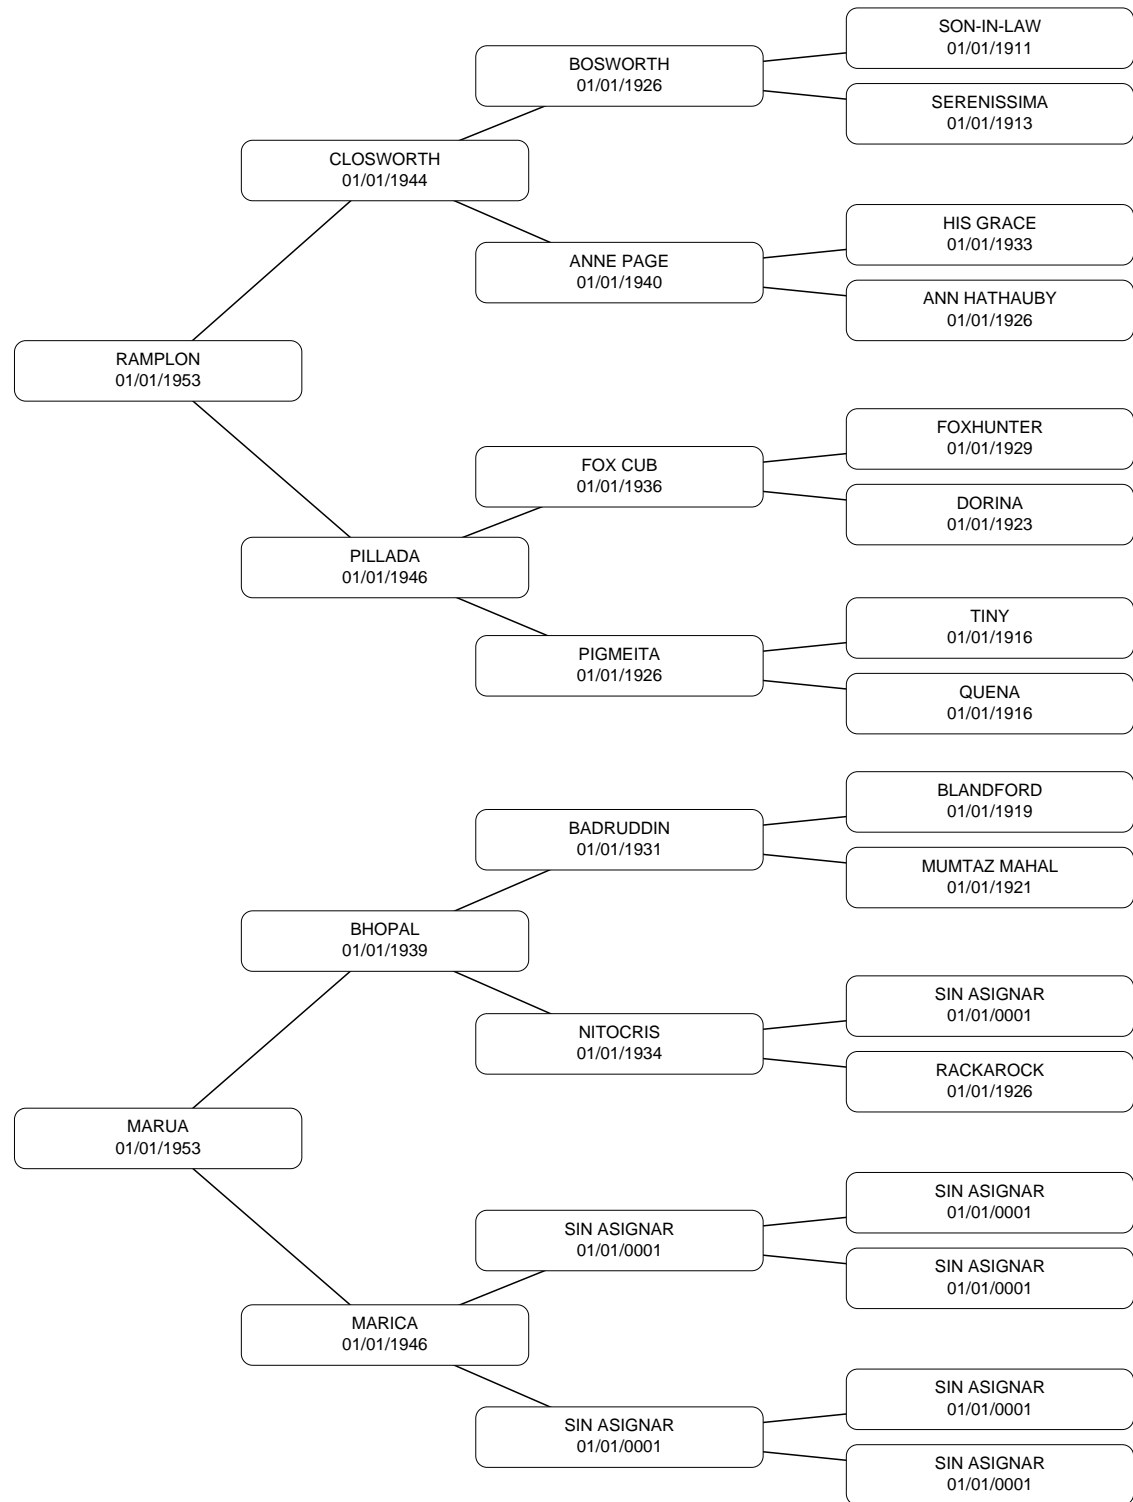 SON-IN-LAW
01/01/1911
BOSWORTH
01/01/1926
SERENISSIMA
01/01/1913
CLOSWORTH
01/01/1944
HIS GRACE
01/01/1933
ANNE PAGE
01/01/1940
ANN HATHAUBY
01/01/1926
RAMPLON
01/01/1953
FOXHUNTER
01/01/1929
FOX CUB
01/01/1936
DORINA
01/01/1923
PILLADA
01/01/1946
TINY
01/01/1916
PIGMEITA
01/01/1926
QUENA
01/01/1916
BLANDFORD
01/01/1919
BADRUDDIN
01/01/1931
MUMTAZ MAHAL
01/01/1921
BHOPAL
01/01/1939
SIN ASIGNAR
01/01/0001
NITOCRIS
01/01/1934
RACKAROCK
01/01/1926
MARUA
01/01/1953
SIN ASIGNAR
01/01/0001
SIN ASIGNAR
01/01/0001
SIN ASIGNAR
01/01/0001
MARICA
01/01/1946
SIN ASIGNAR
01/01/0001
SIN ASIGNAR
01/01/0001
SIN ASIGNAR
01/01/0001